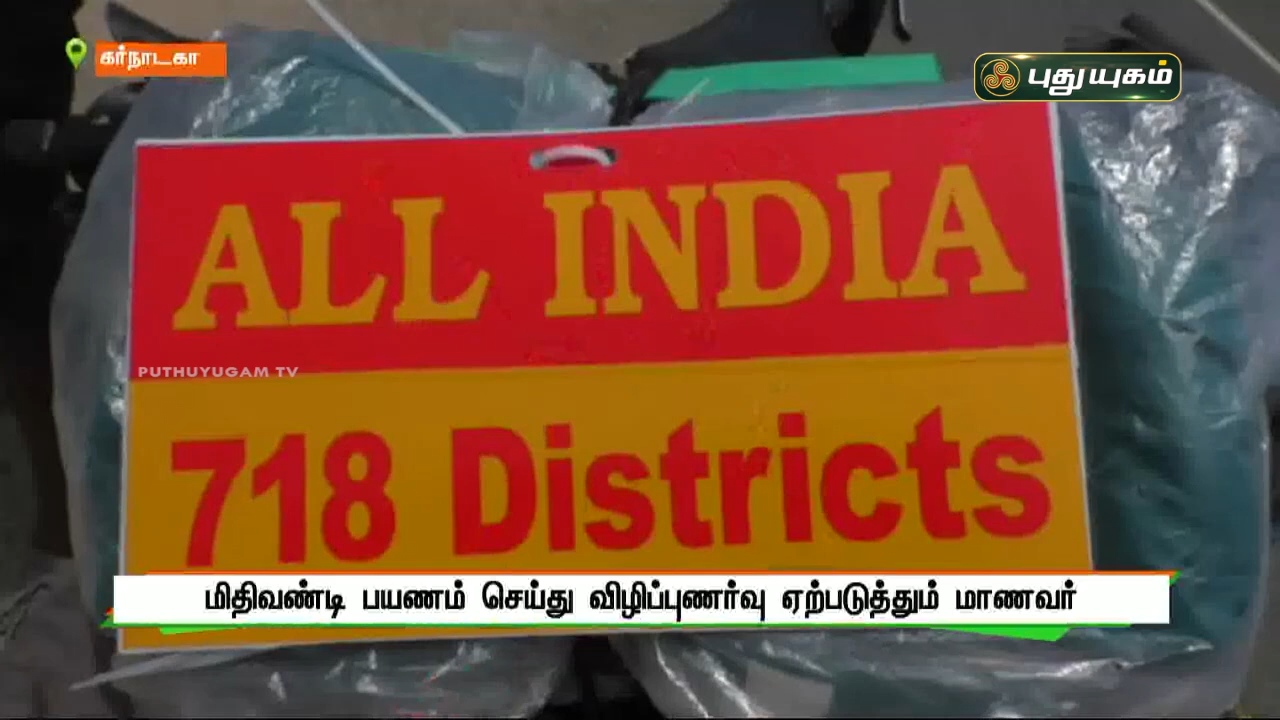 கர்நாடகா
புதுயுகம்
ALL INDIA
PUTHUYUGAM TV
718 Districts
மிதிவண்டி பயணம் செய்து விழிப்புணர்வு ஏற்படுத்தும் மாணவர்